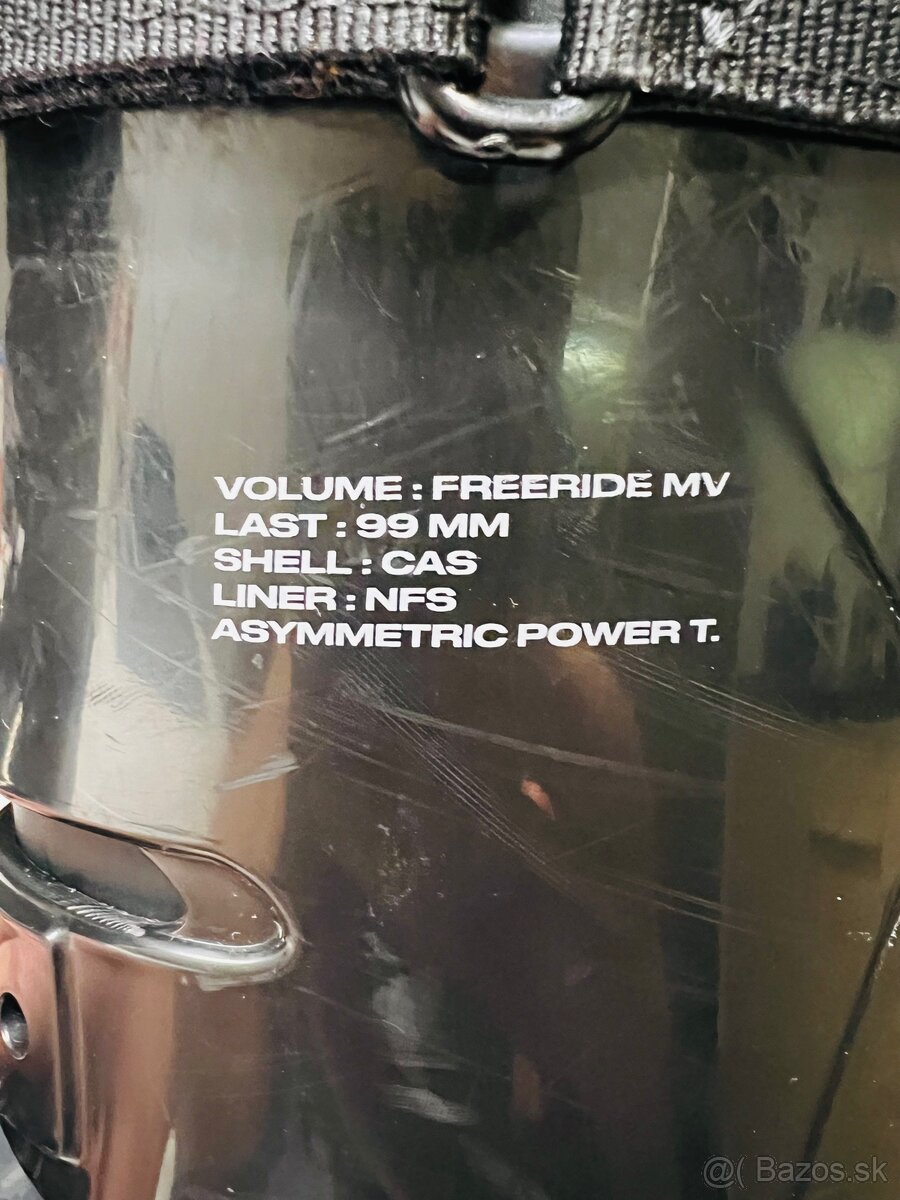 VOLUME : FREERIDE MV
LAST : 99 MM
SHELL : CAS
LINER : NFS
ASYMMETRIC POWER T.
@( Bazos.sk